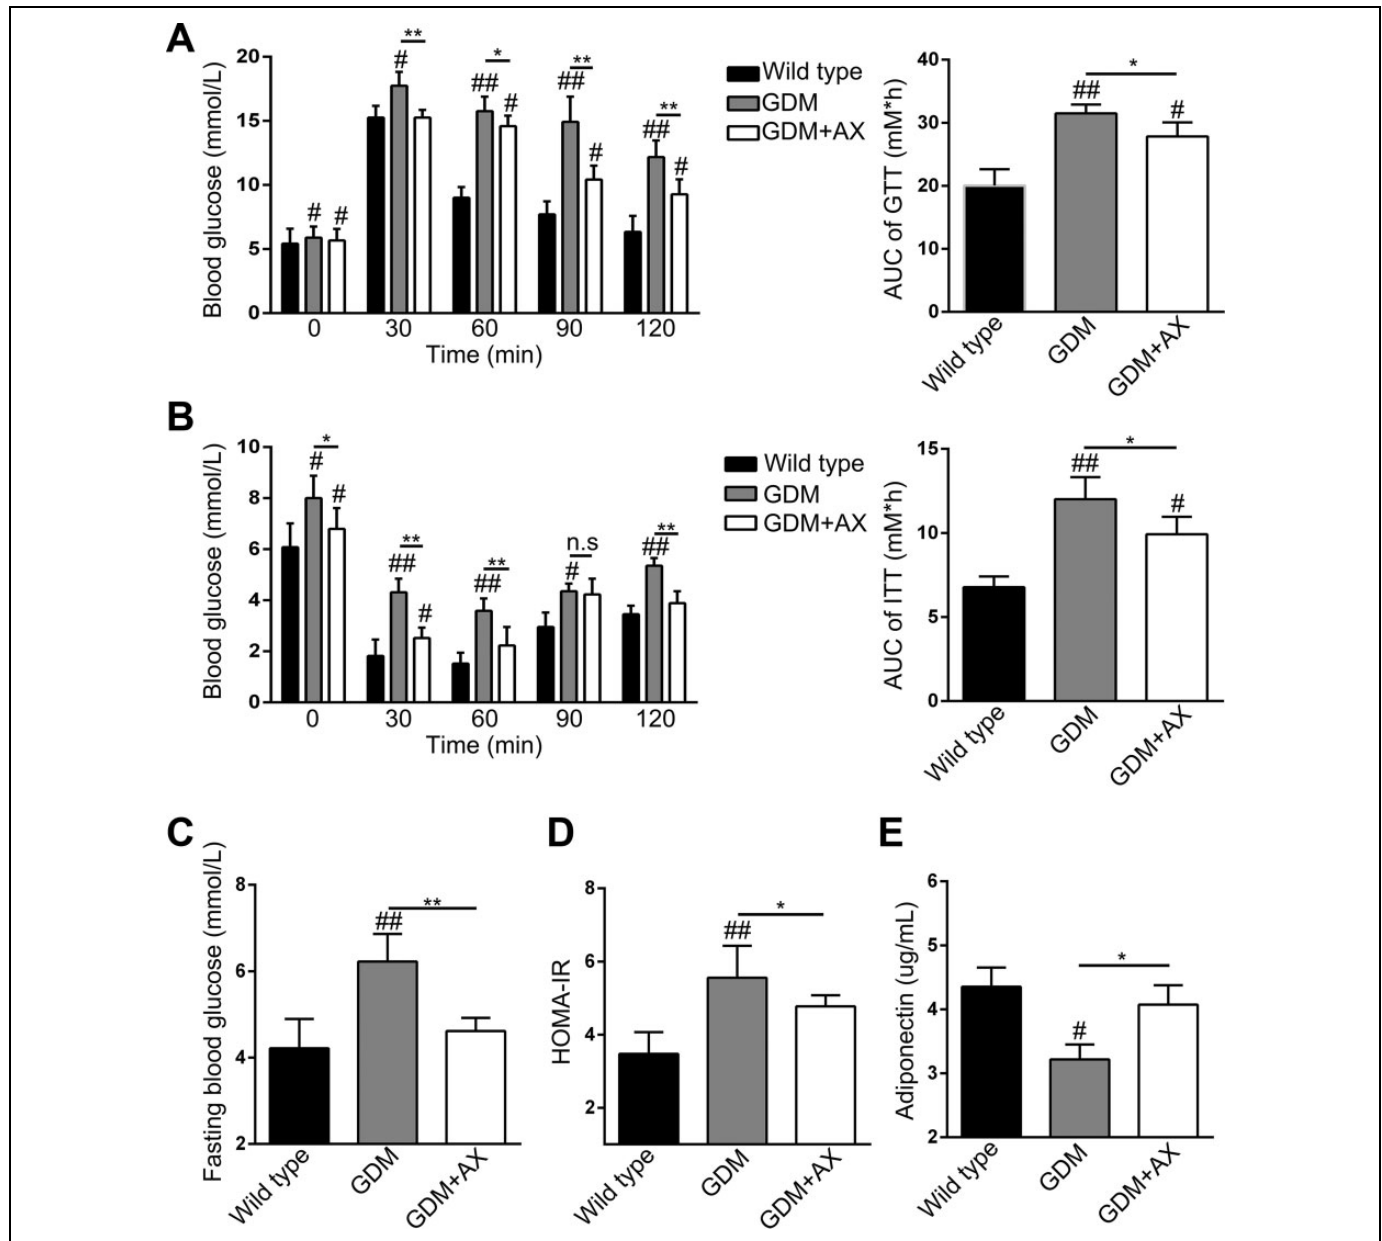 A
Blood glucose (mmol/L)
20
15
10
5
0
# #
# **
## # *
## # **
## # **
0 30 60 90 120
Time (min)
Wild type
GDM
GDM+AX
AUC of GTT (mM*h)
40
30
20
10
0
## # *
Wild type GDM GDM+AX
B
Blood glucose (mmol/L)
10
8
6
4
2
0
# # *
## # **
## **
# n.s
## **
0 30 60 90 120
Time (min)
Wild type
GDM
GDM+AX
AUC of ITT (mM*h)
15
10
5
0
## # *
Wild type GDM GDM+AX
C
Fasting blood glucose (mmol/L)
8
6
4
2
## **
Wild type GDM GDM+AX
D
HOMA-IR
8
6
4
2
## *
Wild type GDM GDM+AX
E
Adiponectin (ug/mL)
6
5
4
3
2
# *
Wild type GDM GDM+AX